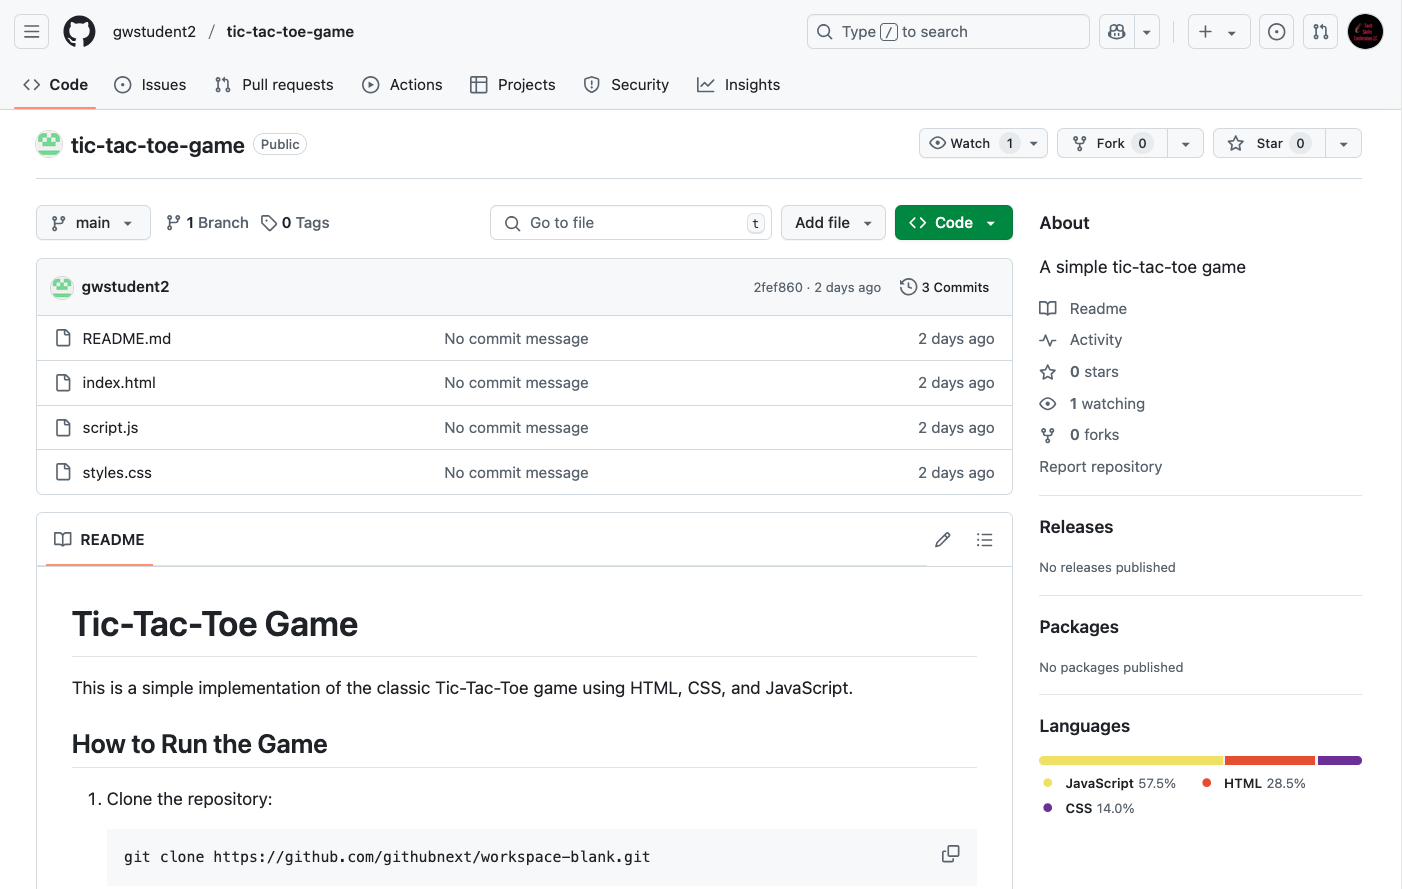 gwstudent2 / tic-tac-toe-game
Type / to search
Code Issues Pull requests Actions Projects Security Insights
tic-tac-toe-game Public
Watch 1 Fork 0 Star 0
main 1 Branch 0 Tags
Go to file t Add file Code
gwstudent2 2fef860 · 2 days ago 3 Commits
README.md No commit message 2 days ago
index.html No commit message 2 days ago
script.js No commit message 2 days ago
styles.css No commit message 2 days ago
README
Tic-Tac-Toe Game
This is a simple implementation of the classic Tic-Tac-Toe game using HTML, CSS, and JavaScript.
How to Run the Game
1. Clone the repository:
git clone https://github.com/githubnext/workspace-blank.git
About
A simple tic-tac-toe game
Readme
Activity
0 stars
1 watching
0 forks
Report repository
Releases
No releases published
Packages
No packages published
Languages
JavaScript 57.5% HTML 28.5%
CSS 14.0%